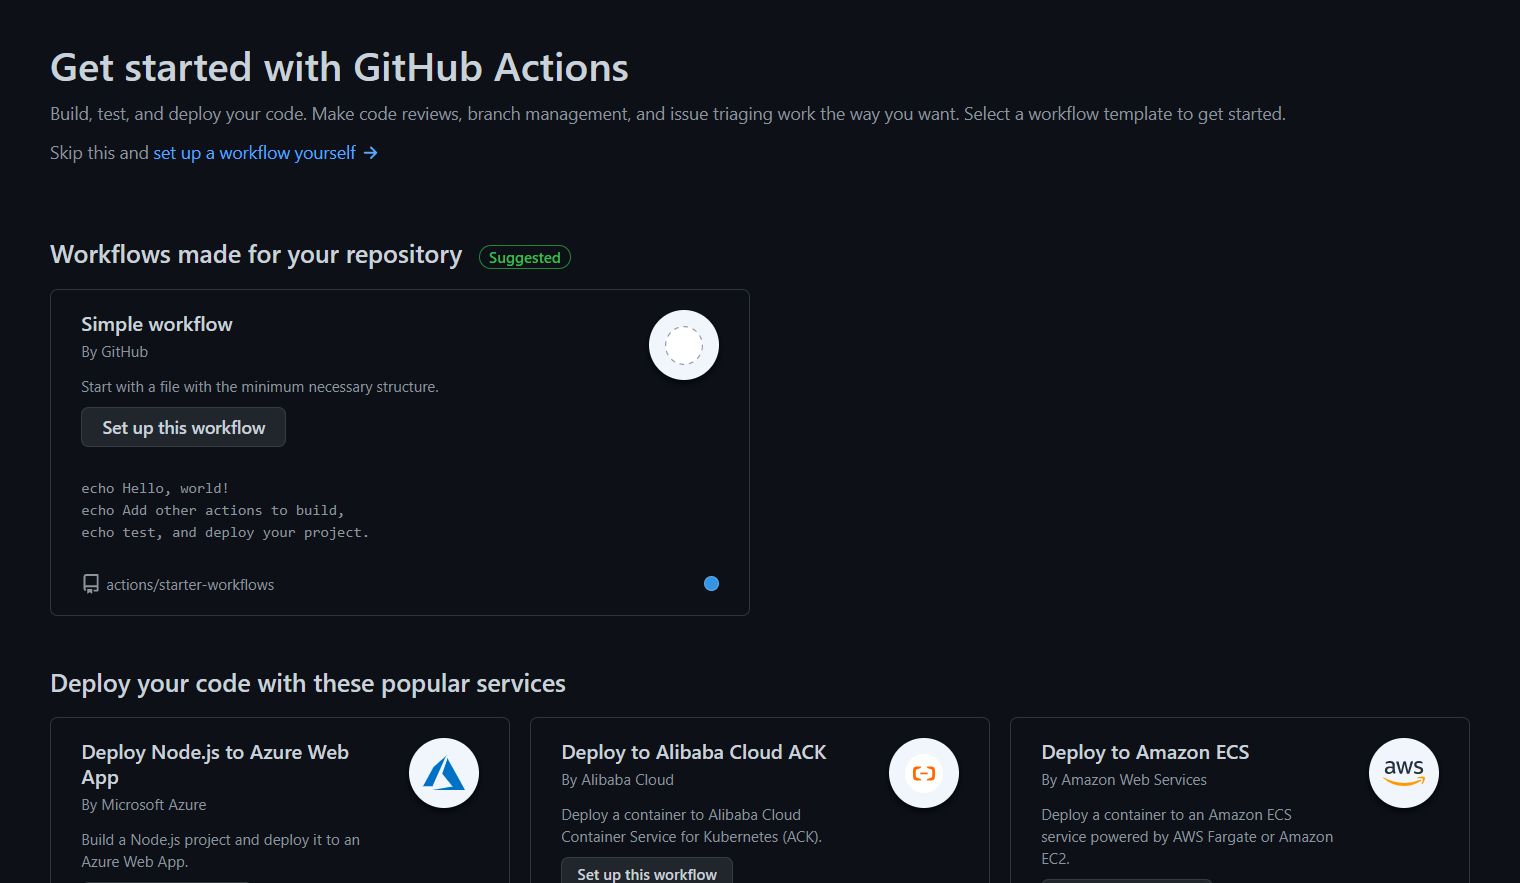 Get started with GitHub Actions
Build, test, and deploy your code. Make code reviews, branch management, and issue triaging work the way you want. Select a workflow template to get started.
Skip this and set up a workflow yourself →
Workflows made for your repository Suggested
Simple workflow
By GitHub
Start with a file with the minimum necessary structure.
Set up this workflow
echo Hello, world!
echo Add other actions to build,
echo test, and deploy your project.
actions/starter-workflows
Deploy your code with these popular services
Deploy Node.js to Azure Web
App
By Microsoft Azure
Build a Node.js project and deploy it to an
Azure Web App.
Deploy to Alibaba Cloud ACK
By Alibaba Cloud
Deploy a container to Alibaba Cloud
Container Service for Kubernetes (ACK).
Set up this workflow
Deploy to Amazon ECS
By Amazon Web Services
aws
Deploy a container to an Amazon ECS
service powered by AWS Fargate or Amazon
EC2.